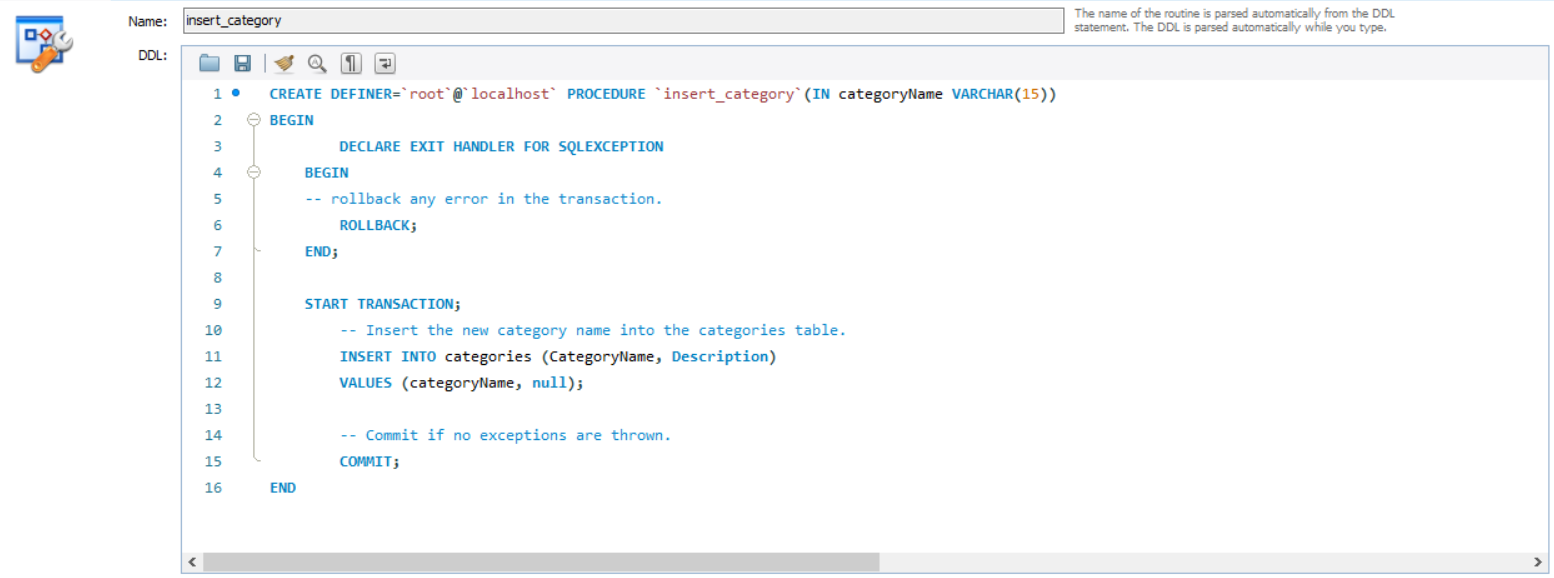 Name: insert_category
The name of the routine is parsed automatically from the DDL
statement. The DDL is parsed automatically while you type.
DDL:
1 CREATE DEFINER=`root`@`localhost` PROCEDURE `insert_category`(IN categoryName VARCHAR(15))
2 BEGIN
3 DECLARE EXIT HANDLER FOR SQLEXCEPTION
4 BEGIN
5 -- rollback any error in the transaction.
6 ROLLBACK;
7 END;
8
9 START TRANSACTION;
10 -- Insert the new category name into the categories table.
11 INSERT INTO categories (CategoryName, Description)
12 VALUES (categoryName, null);
13
14 -- Commit if no exceptions are thrown.
15 COMMIT;
16 END